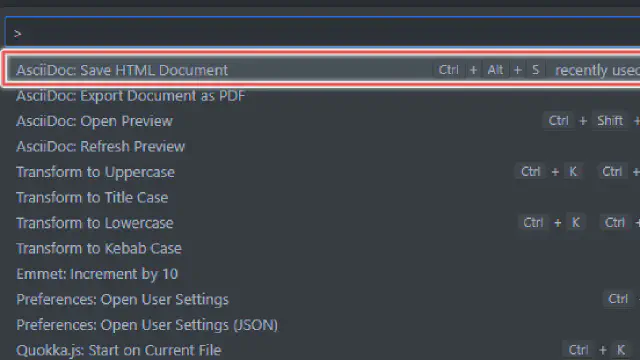 >
AsciiDoc: Save HTML Document Ctrl + Alt + S recently used
AsciiDoc: Export Document as PDF
AsciiDoc: Open Preview Ctrl + Shift +
AsciiDoc: Refresh Preview
Transform to Uppercase Ctrl + K Ctrl +
Transform to Title Case
Transform to Lowercase Ctrl + K Ctrl +
Transform to Kebab Case
Emmet: Increment by 10
Preferences: Open User Settings Ctrl
Preferences: Open User Settings (JSON)
Quokka.js: Start on Current File Ctrl + K